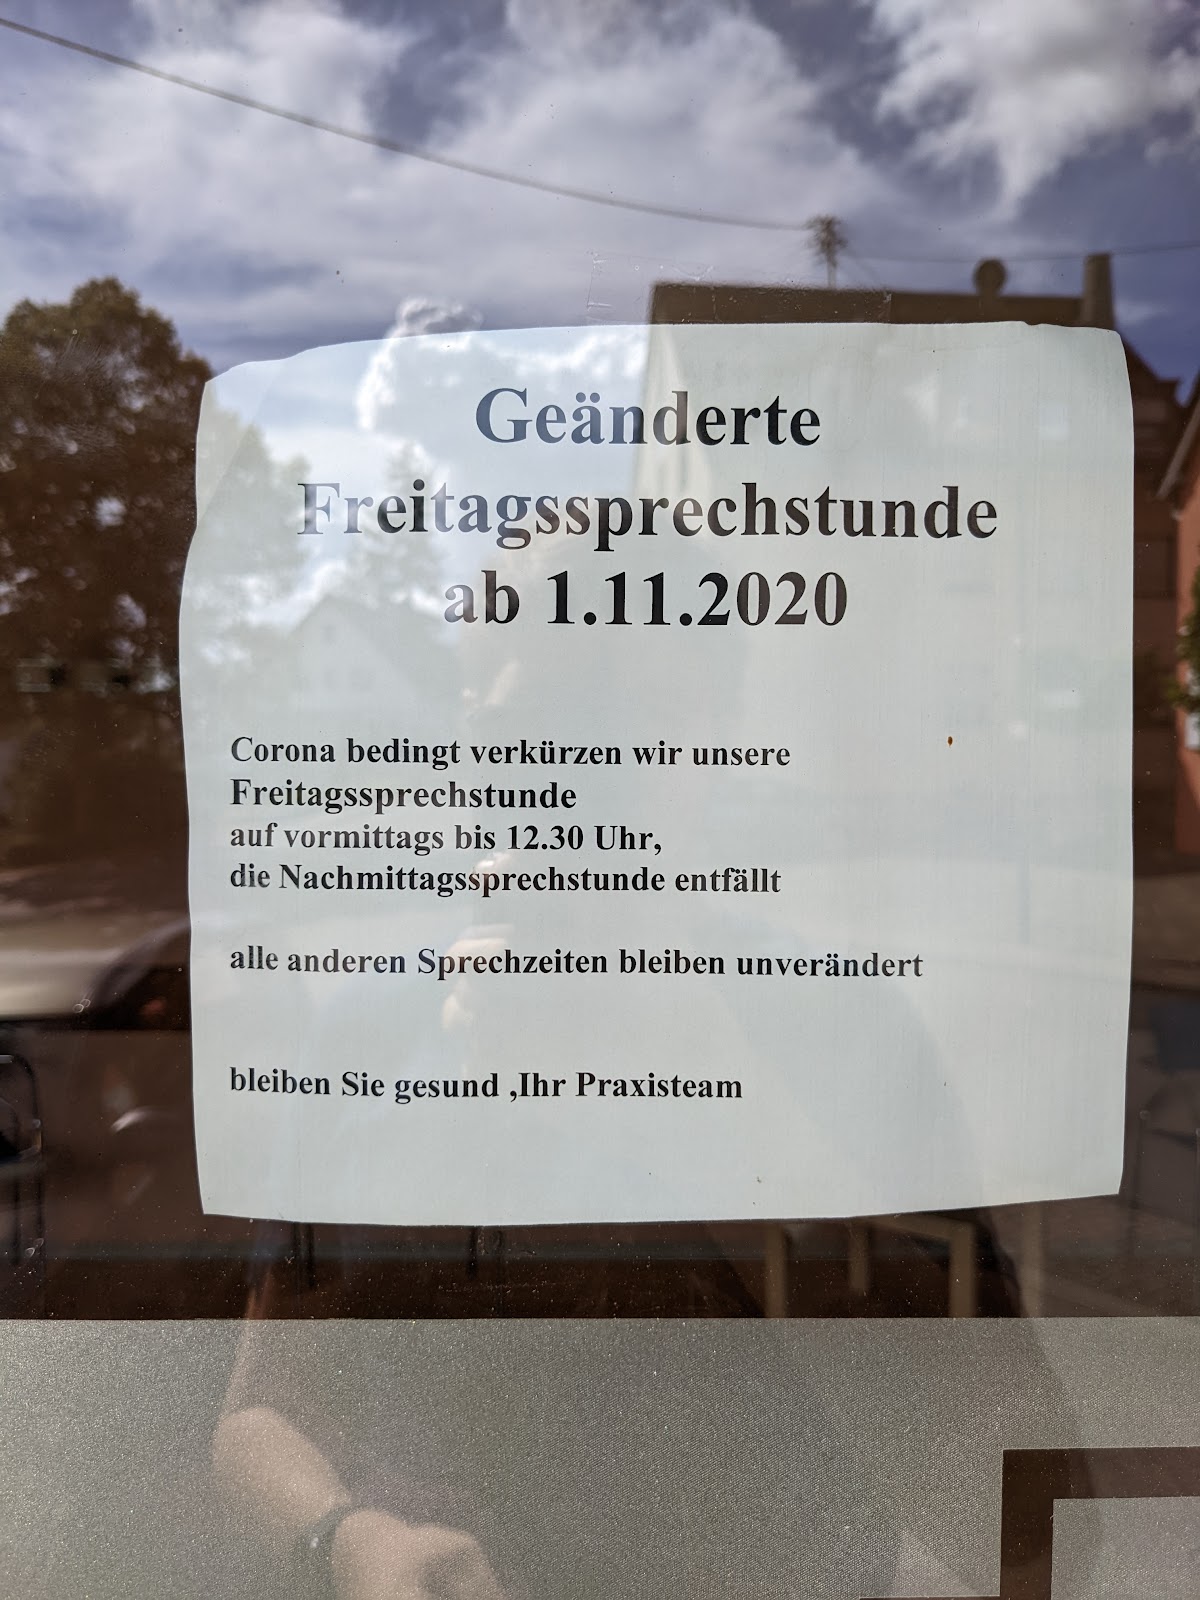 Geänderte
Freitagssprechstunde
ab 1.11.2020
Corona bedingt verkürzen wir unsere
Freitagssprechstunde
auf vormittags bis 12.30 Uhr,
die Nachmittagssprechstunde entfällt
alle anderen Sprechzeiten bleiben unverändert
bleiben Sie gesund ,Ihr Praxisteam